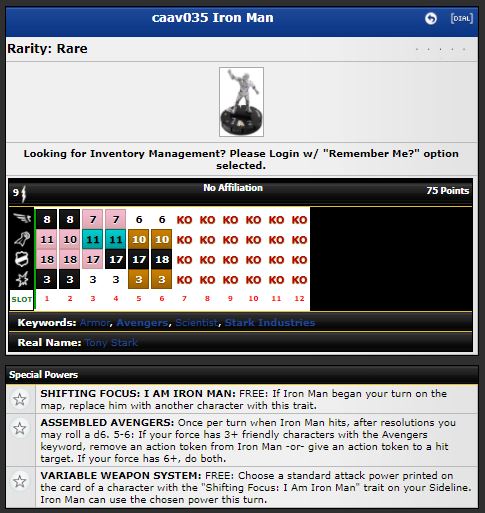 caav035 Iron Man
[DIAL]
Rarity: Rare
Looking for Inventory Management? Please Login w/ "Remember Me?" option
selected.
9
No Affiliation
75 Points
8 8 7 7 6 6 KO KO KO KO KO KO
11 10 11 11 10 10 KO KO KO KO KO KO
18 18 17 17 17 18 KO KO KO KO KO KO
3 3 3 3 3 3 KO KO KO KO KO KO
SLOT 1 2 3 4 5 6 7 8 9 10 11 12
Keywords: Armor, Avengers, Scientist, Stark Industries
Real Name: Tony Stark
Special Powers
SHIFTING FOCUS: I AM IRON MAN: FREE: If Iron Man began your turn on the
map, replace him with another character with this trait.
ASSEMBLED AVENGERS: Once per turn when Iron Man hits, after resolutions you
may roll a d6. 5-6: If your force has 3+ friendly characters with the Avengers
keyword, remove an action token from Iron Man -or- give an action token to a hit
target. If your force has 6+, do both.
VARIABLE WEAPON SYSTEM: FREE: Choose a standard attack power printed
on the card of a character with the "Shifting Focus: I Am Iron Man" trait on your Sideline.
Iron Man can use the chosen power this turn.